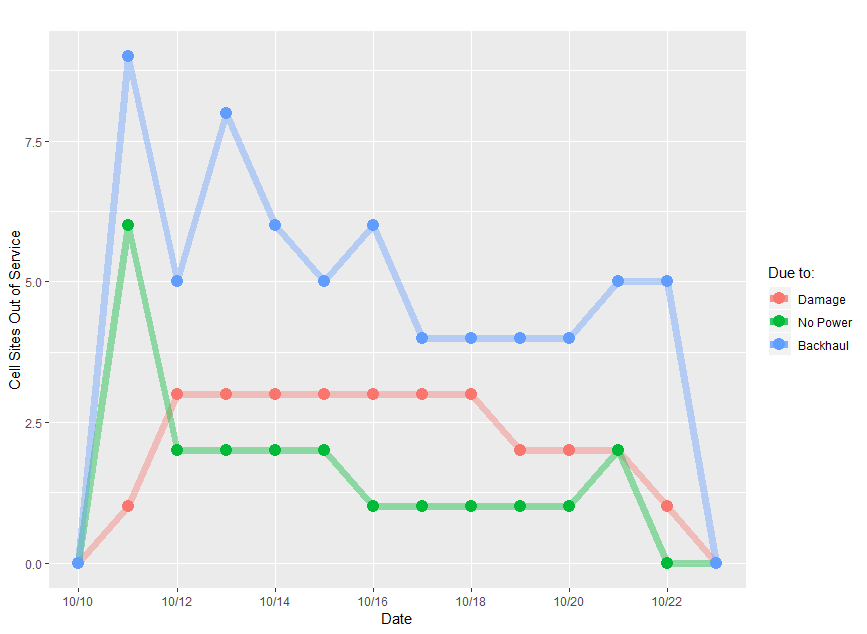 7.5
5.0
2.5
0.0
Cell Sites Out of Service
10/10
10/12
10/14
10/16
10/18
10/20
10/22
Date
Due to:
Damage
No Power
Backhaul